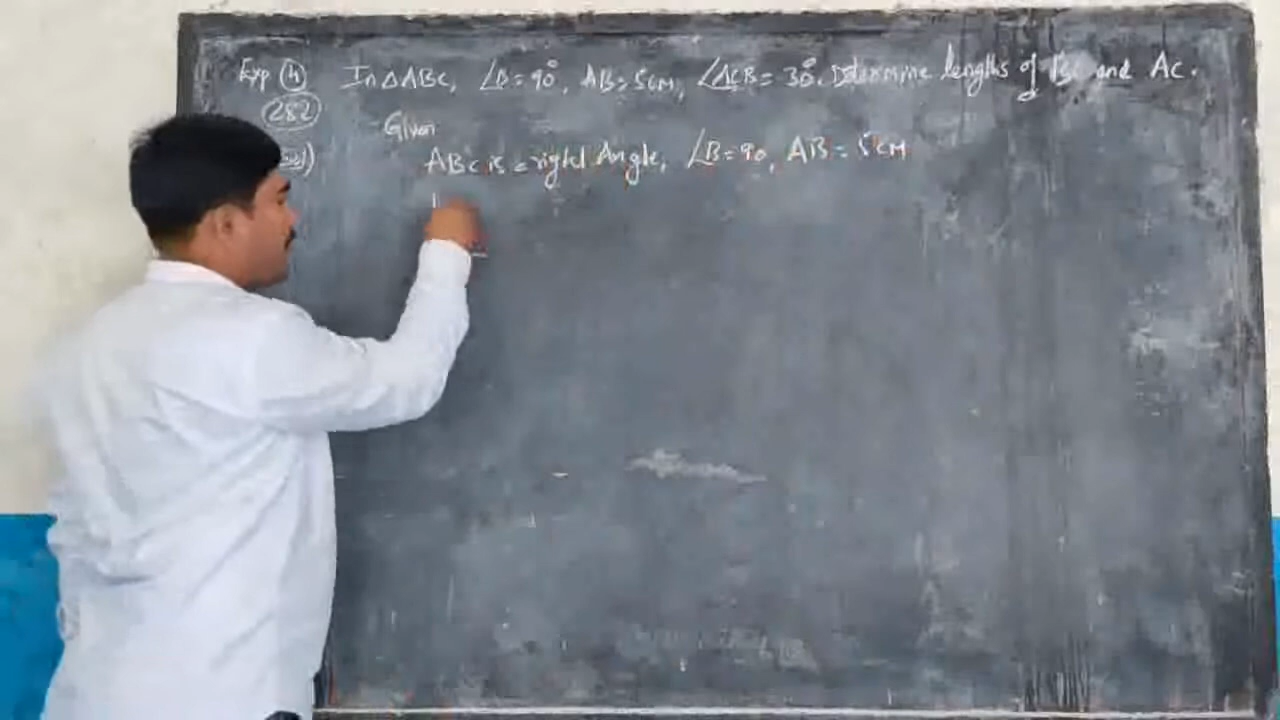 Exp (4) In △ABC, ∠B = 90°, AB = 5cm, ∠ACB = 30°. Determine lengths of BC and AC.
(282)
Given
ABC is right Angle, ∠B = 90, AB = 5cm